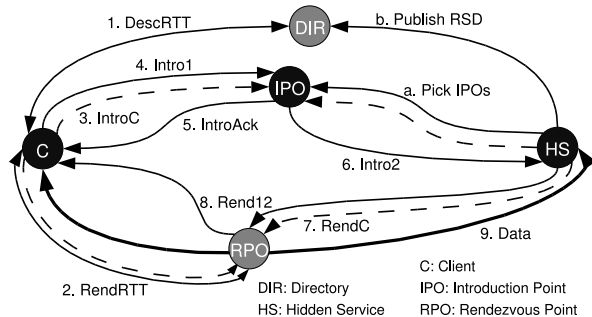 1. DescRTT
DIR
b. Publish RSD
4. Intro1
IPO
a. Pick IPOs
3. IntroC
5. IntroAck
C
HS
6. Intro2
8. Rend12
7. RendC
RPO
9. Data
2. RendRTT
DIR: Directory
HS: Hidden Service
C: Client
IPO: Introduction Point
RPO: Rendezvous Point